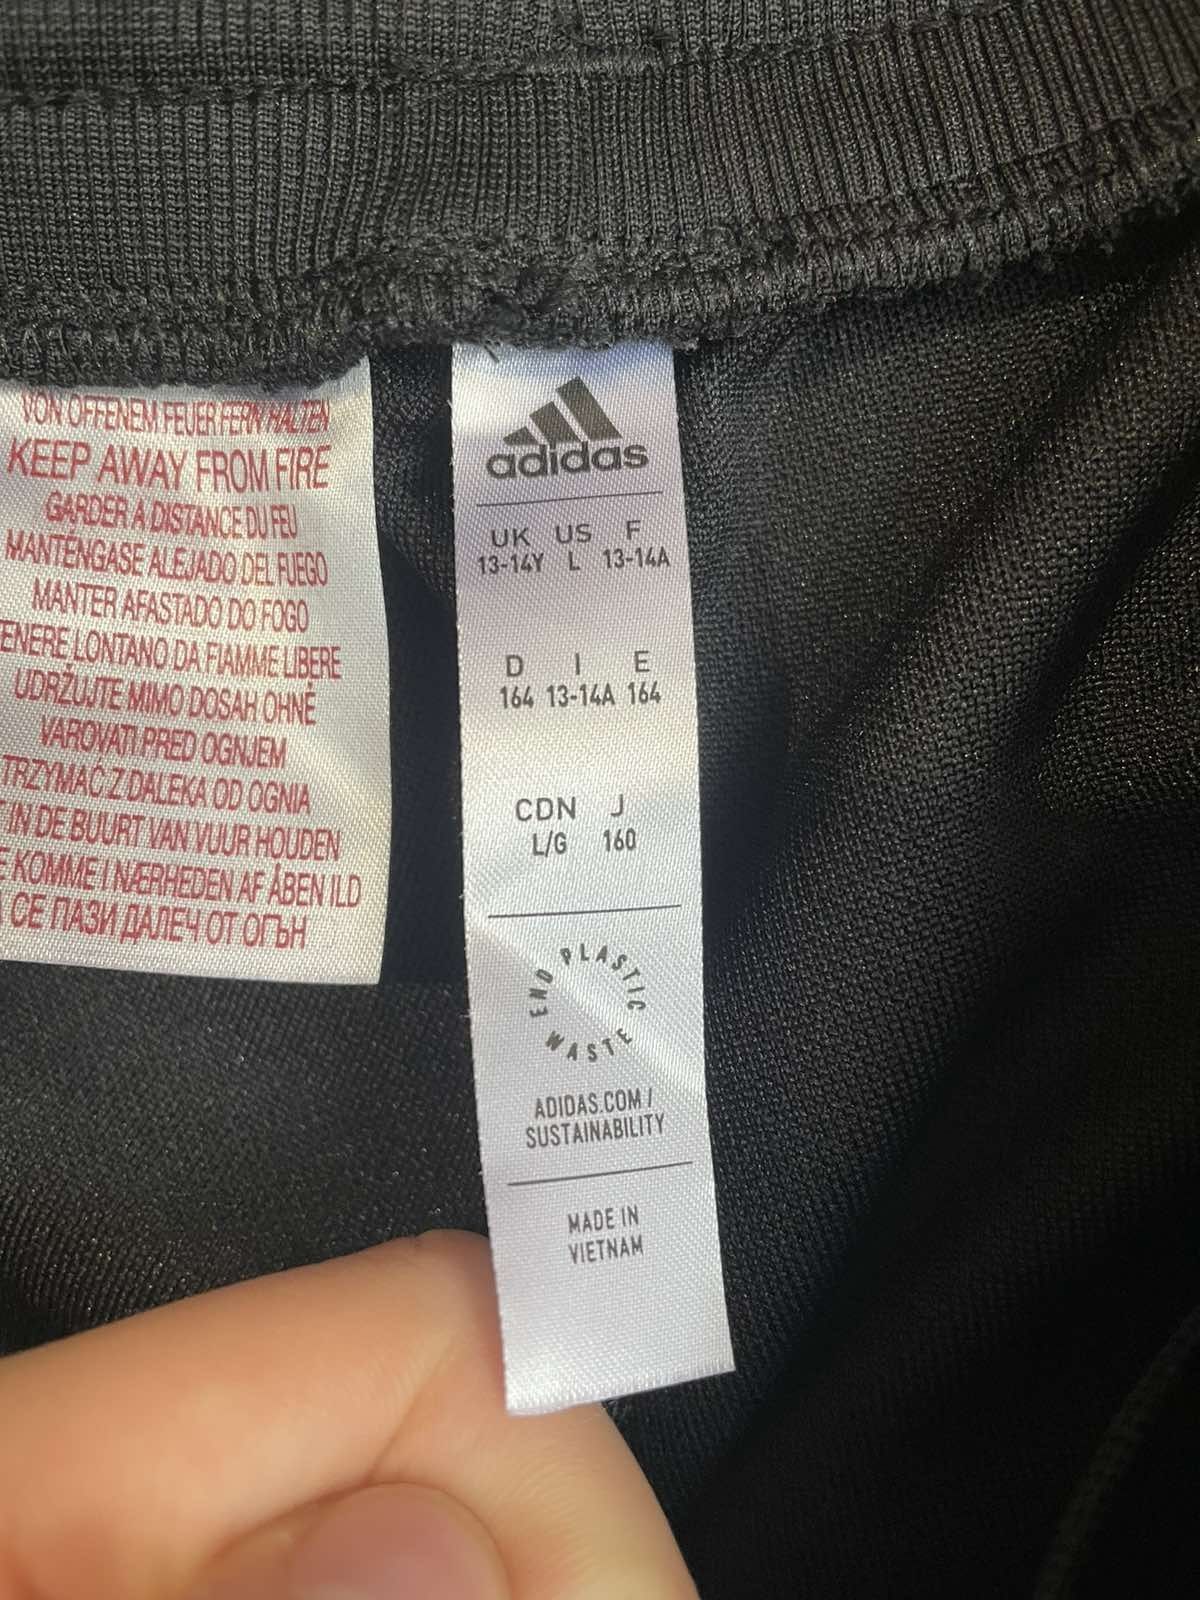 VON OFFENEM FEUER FERN HALTEN
KEEP AWAY FROM FIRE
GARDER A DISTANCE DU FEU
MANTÉNGASE ALEJADO DEL FUEGO
MANTER AFASTADO DO FOGO
TENERE LONTANO DA FIAMME LIBERE
UDRŽUJTE MIMO DOSAH OHNĚ
VAROVATI PRED OGNJEM
TRZYMAĆ Z DALEKA OD OGNIA
IN DE BUURT VAN VUUR HOUDEN
KOMME I NÆRHEDEN AF ÅBEN ILD
СЕ ПАЗИ ДАЛЕЧ ОТ ОГЪН
adidas
UK US F
13-14Y L 13-14A
D I E
164 13-14A 164
CDN J
L/G 160
END PLASTIC WASTE
ADIDAS.COM /
SUSTAINABILITY
MADE IN
VIETNAM